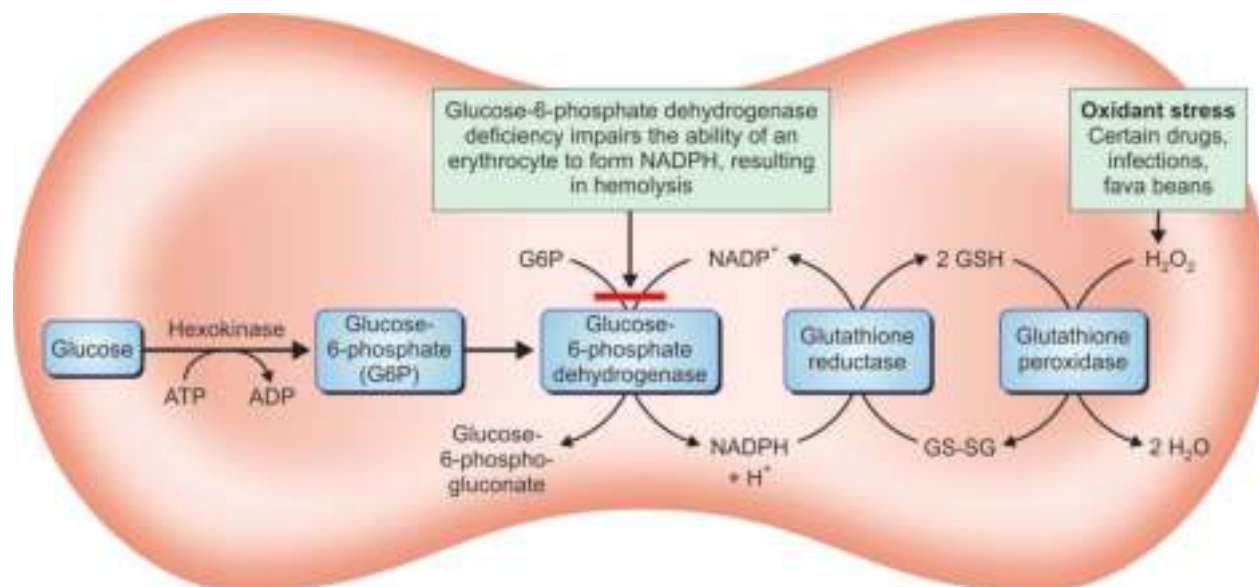 Glucose-6-phosphate dehydrogenase
deficiency impairs the ability of an
erythrocyte to form NADPH, resulting
in hemolysis
Oxidant stress
Certain drugs,
infections,
fava beans
G6P
NADP⁺
2 GSH
H₂O₂
Glucose
Hexokinase
ATP
ADP
Glucose-
6-phosphate
(G6P)
Glucose-
6-phosphate
dehydrogenase
Glutathione
reductase
Glutathione
peroxidase
Glucose-
6-phospho-
gluconate
NADPH
+ H⁺
GS-SG
2 H₂O